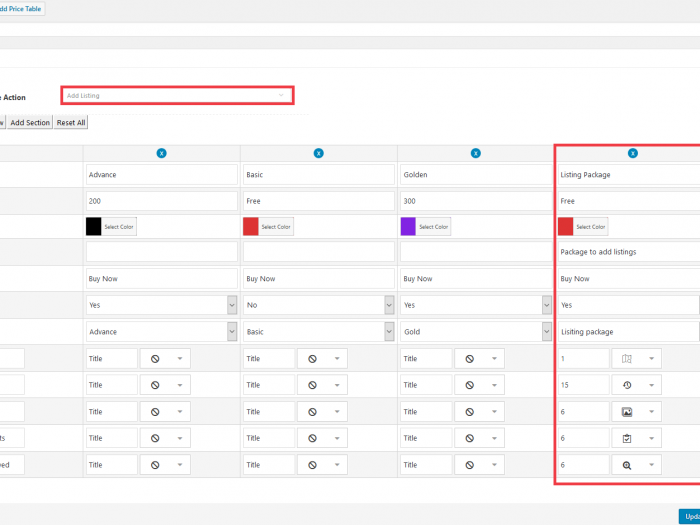 dd Price Table
e Action
Add Listing
w Add Section Reset All
x x x x
Advance Basic Golden Listing Package
200 Free 300 Free
Select Color Select Color Select Color Select Color
Package to add listings
Buy Now Buy Now Buy Now Buy Now
Yes No Yes Yes
Advance Basic Gold Lisiting package
Title Title Title 1
Title Title Title 15
Title Title Title 6
ts Title Title Title 6
wed Title Title Title 6
Upda